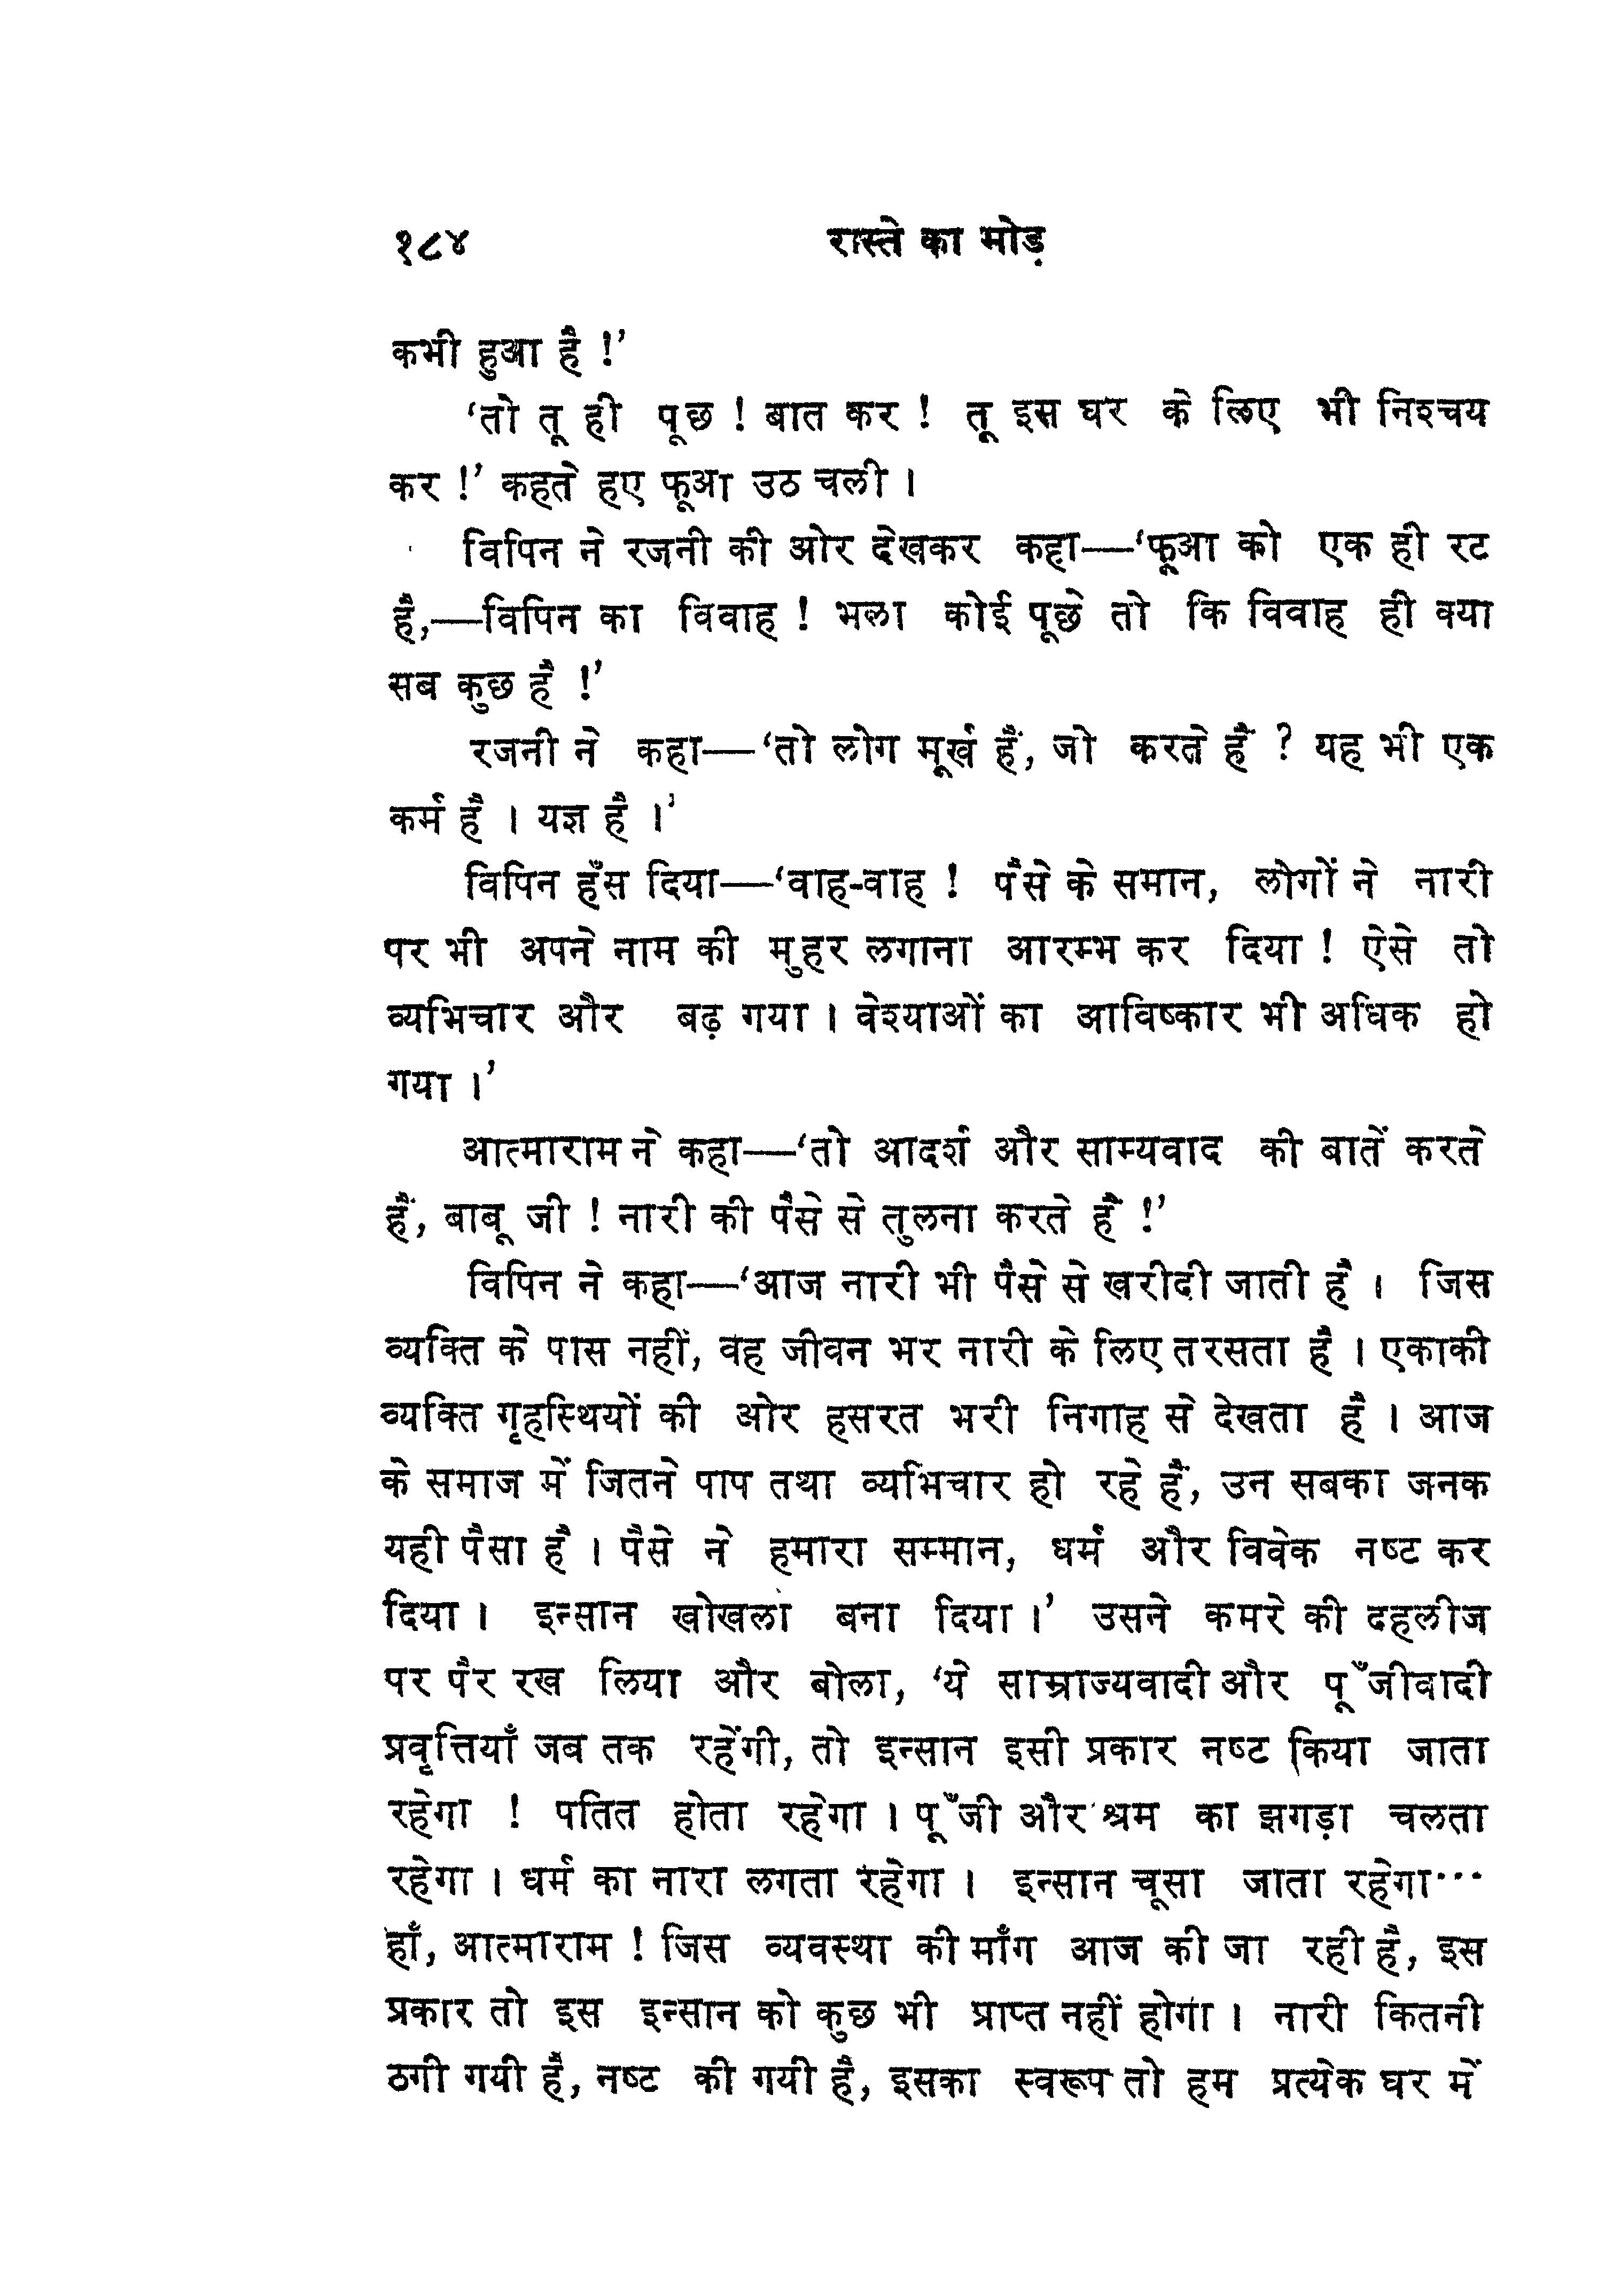 १८४ रास्ते का मोड़
कभी हुआ है !’
‘तो तू ही पूछ ! बात कर ! तू इस घर के लिए भी निश्चय
कर !’ कहते हए फूआ उठ चली ।
विपिन ने रजनी की ओर देखकर कहा—‘फूआ को एक ही रट
है,—विपिन का विवाह ! भला कोई पूछे तो कि विवाह ही क्या
सब कुछ है !’
रजनी ने कहा—‘तो लोग मूर्ख हैं, जो करते हैं ? यह भी एक
कर्म है । यज्ञ है ।’
विपिन हँस दिया—‘वाह-वाह ! पैसे के समान, लोगों ने नारी
पर भी अपने नाम की मुहर लगाना आरम्भ कर दिया ! ऐसे तो
व्यभिचार और बढ़ गया । वेश्याओं का आविष्कार भी अधिक हो
गया ।’
आत्माराम ने कहा—‘तो आदर्श और साम्यवाद की बातें करते
हैं, बाबू जी ! नारी की पैसे से तुलना करते हैं !’
विपिन ने कहा—‘आज नारी भी पैसे से खरीदी जाती है । जिस
व्यक्ति के पास नहीं, वह जीवन भर नारी के लिए तरसता है । एकाकी
व्यक्ति गृहस्थियों की ओर हसरत भरी निगाह से देखता है । आज
के समाज में जितने पाप तथा व्यभिचार हो रहे हैं, उन सबका जनक
यही पैसा है । पैसे ने हमारा सम्मान, धर्म और विवेक नष्ट कर
दिया । इन्सान खोखला बना दिया ।’ उसने कमरे की दहलीज
पर पैर रख लिया और बोला, ‘ये साम्राज्यवादी और पूँजीवादी
प्रवृत्तियाँ जब तक रहेंगी, तो इन्सान इसी प्रकार नष्ट किया जाता
रहेगा ! पतित होता रहेगा । पूँजी और श्रम का झगड़ा चलता
रहेगा । धर्म का नारा लगता रहेगा । इन्सान चूसा जाता रहेगा···
हाँ, आत्माराम ! जिस व्यवस्था की माँग आज की जा रही है, इस
प्रकार तो इस इन्सान को कुछ भी प्राप्त नहीं होगा । नारी कितनी
ठगी गयी है, नष्ट की गयी है, इसका स्वरूप तो हम प्रत्येक घर में